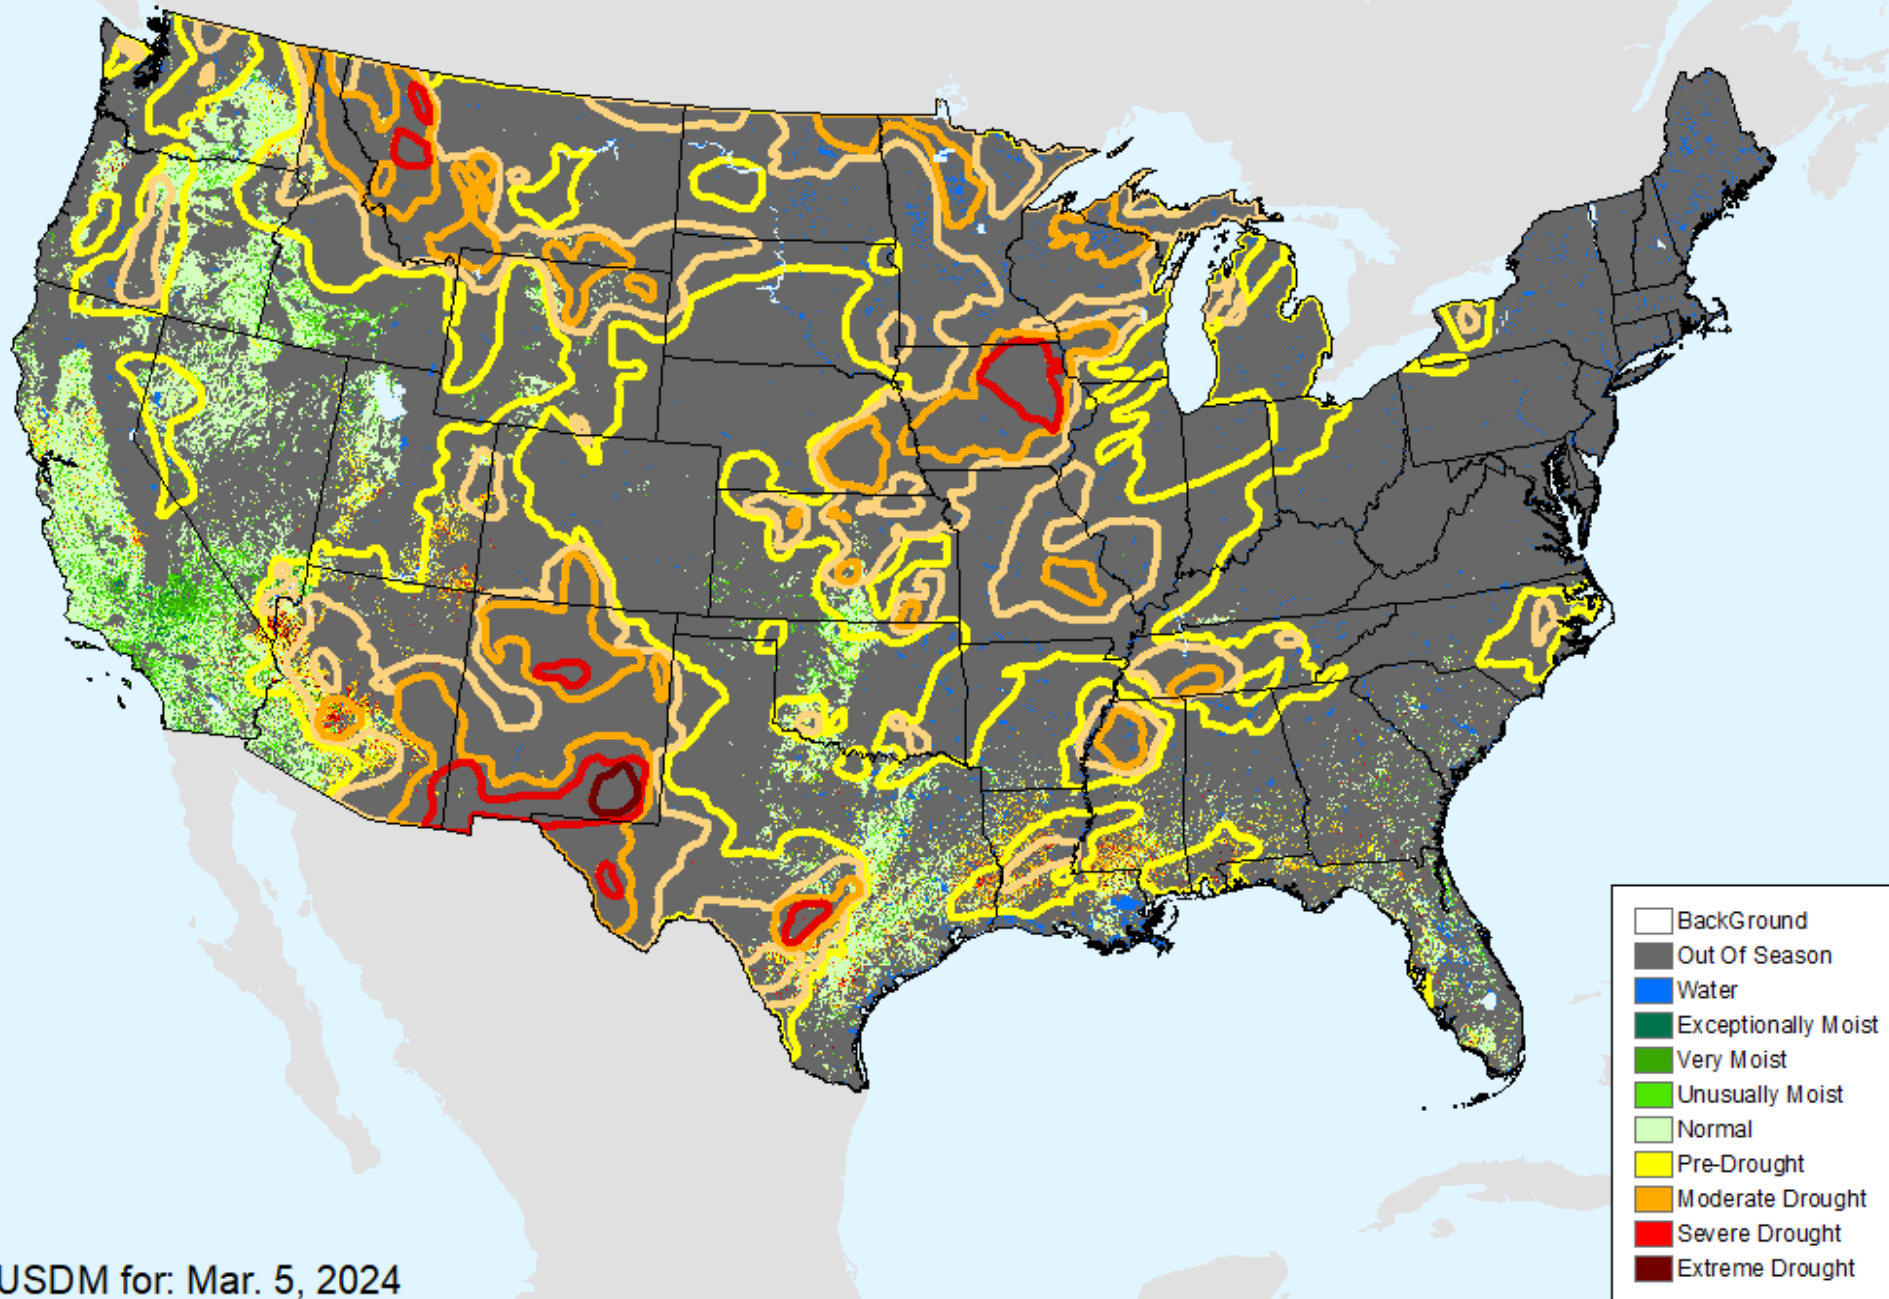 BackGround
Out Of Season
Water
Exceptionally Moist
Very Moist
Unusually Moist
Normal
Pre-Drought
Moderate Drought
Severe Drought
Extreme Drought
USDM for: Mar. 5, 2024